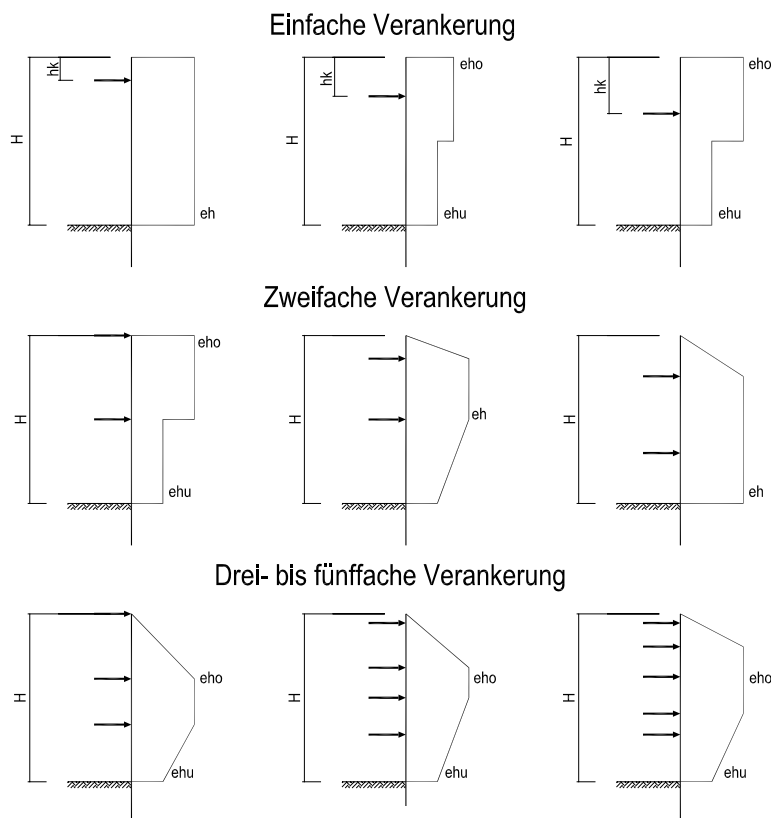 Einfache Verankerung
hk
H
eh
hk
eho
H
ehu
hk
eho
H
ehu
Zweifache Verankerung
eho
H
ehu
H
eh
H
eh
Drei- bis fünffache Verankerung
H
eho
ehu
H
eho
ehu
H
eho
ehu